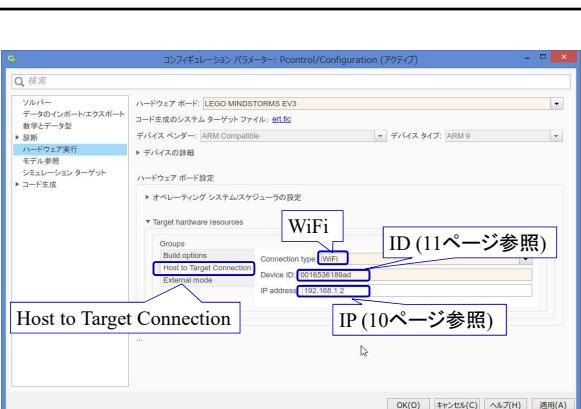 コンフィギュレーション パラメーター: Pcontrol/Configuration (アクティブ)
検索
ソルバー
データのインポート/エクスポート
数学とデータ型
診断
ハードウェア実行
モデル参照
シミュレーション ターゲット
コード生成
ハードウェア ボード: LEGO MINDSTORMS EV3
コード生成のシステム ターゲット ファイル: ert.tlc
デバイス ベンダー: ARM Compatible デバイス タイプ: ARM 9
デバイスの詳細
ハードウェア ボード設定
オペレーティング システム/スケジューラの設定
Target hardware resources
WiFi
ID (11ページ参照)
Groups
Build options
Host to Target Connection
External mode
Connection type: WiFi
Device ID: 0016536189ad
IP address: 192.168.1.2
Host to Target Connection
IP (10ページ参照)
...
OK(O) キャンセル(C) ヘルプ(H) 適用(A)